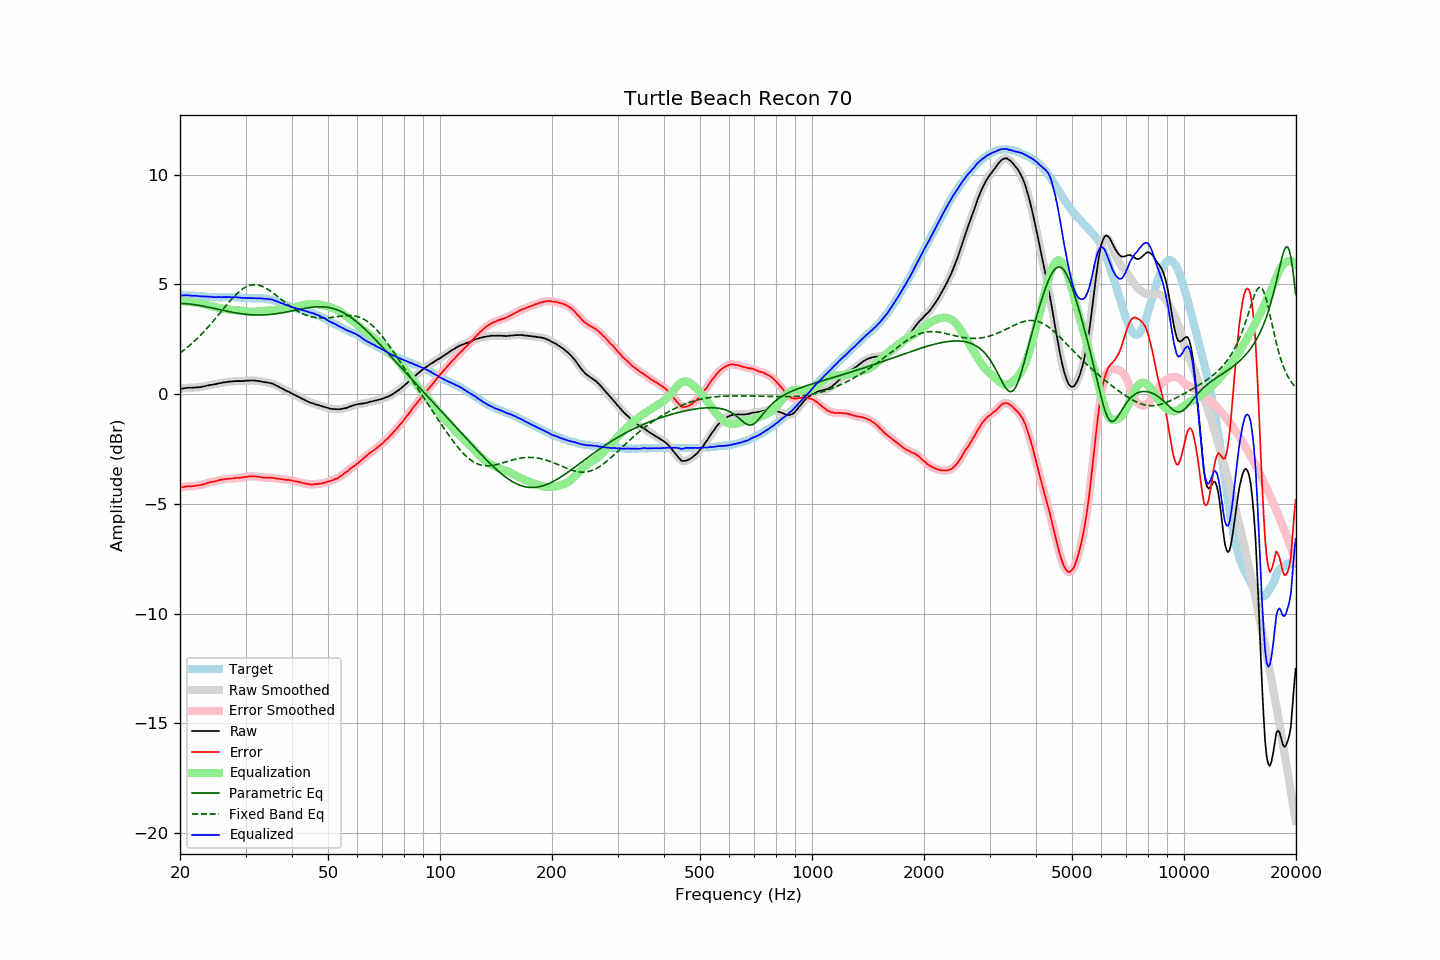 Turtle Beach Recon 70
10
5
0
−5
−10
−15
−20
Amplitude (dBr)
Target
Raw Smoothed
Error Smoothed
Raw
Error
Equalization
Parametric Eq
Fixed Band Eq
Equalized
20 50 100 200 500 1000 2000 5000 10000 20000
Frequency (Hz)